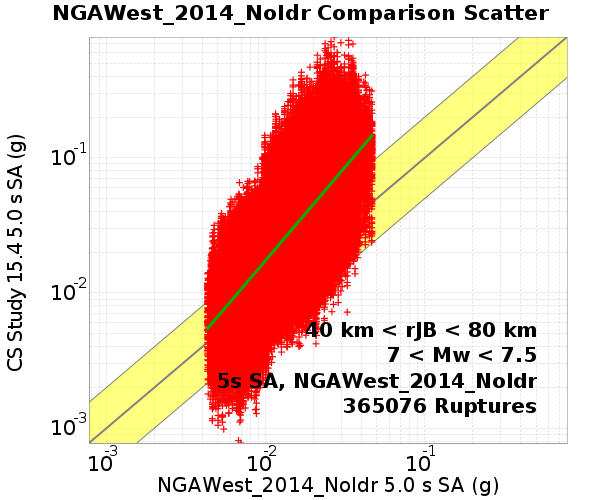 NGAWest_2014_NoIdr Comparison Scatter
CS Study 15.4 5.0 s SA (g)
10^-1
10^-2
10^-3
40 km < rJB < 80 km
7 < Mw < 7.5
5s SA, NGAWest_2014_NoIdr
365076 Ruptures
10^-3 10^-2 10^-1
NGAWest_2014_NoIdr 5.0 s SA (g)